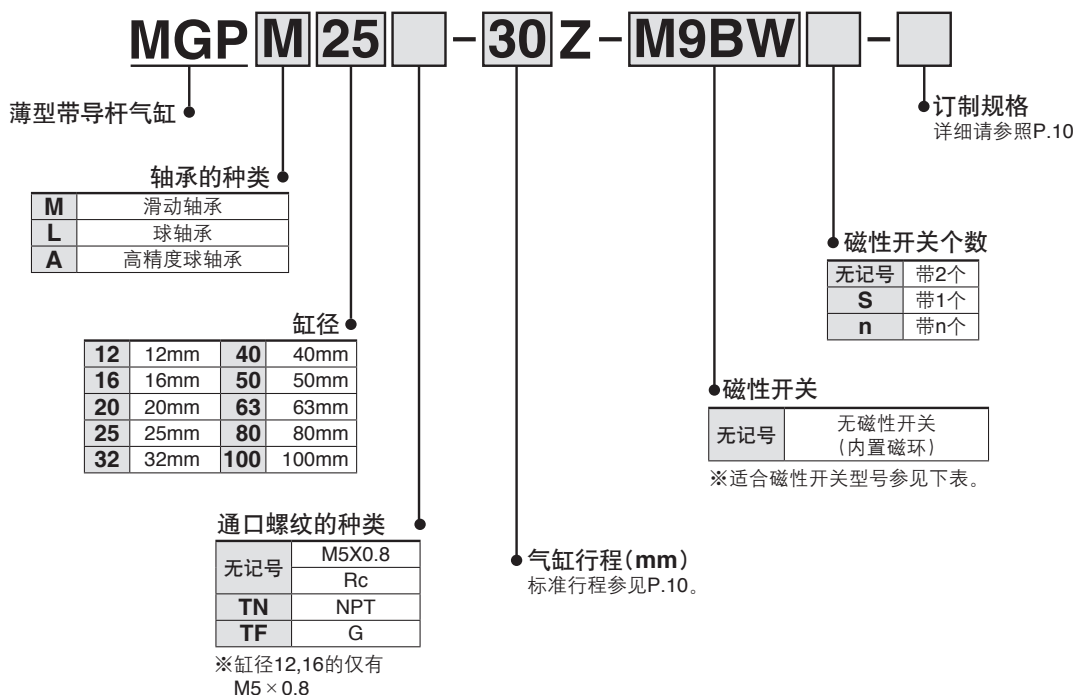 MGP M 25 - 30 Z - M9BW -
薄型带导杆气缸
订制规格
详细请参照P.10
轴承的种类
M 滑动轴承
L 球轴承
A 高精度球轴承
磁性开关个数
无记号 带2个
S 带1个
n 带n个
缸径
12 12mm 40 40mm
16 16mm 50 50mm
20 20mm 63 63mm
25 25mm 80 80mm
32 32mm 100 100mm
磁性开关
无记号 无磁性开关
(内置磁环)
※适合磁性开关型号参见下表。
通口螺纹的种类
无记号 M5X0.8
Rc
TN NPT
TF G
※缸径12,16的仅有
M5×0.8
气缸行程(mm)
标准行程参见P.10。